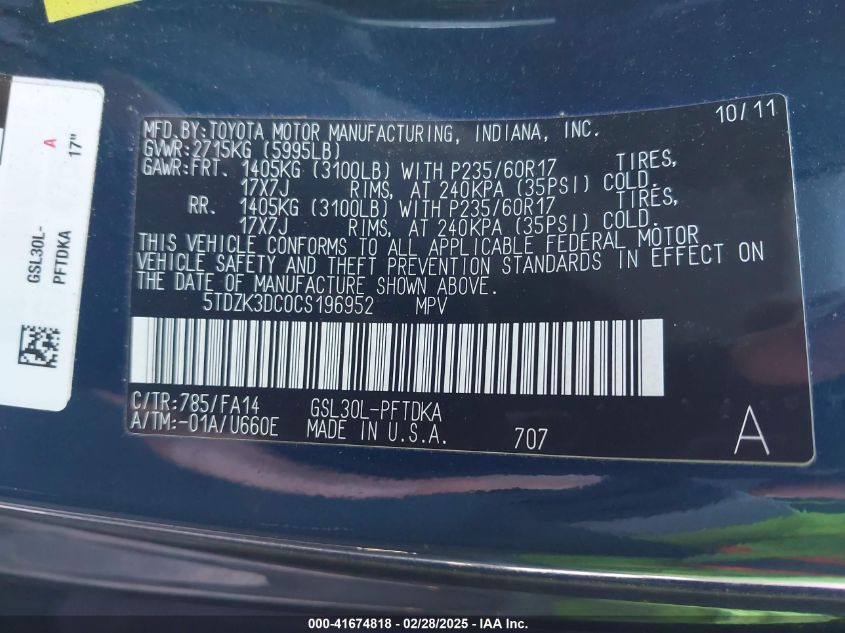 10/11
MFD.BY:TOYOTA MOTOR MANUFACTURING, INDIANA, INC.
GVWR:2715KG (5995LB)
GAWR:FRT. 1405KG (3100LB) WITH P235/60R17 TIRES,
17X7J RIMS, AT 240KPA (35PSI) COLD.
RR. 1405KG (3100LB) WITH P235/60R17 TIRES,
17X7J RIMS, AT 240KPA (35PSI) COLD.
THIS VEHICLE CONFORMS TO ALL APPLICABLE FEDERAL MOTOR
VEHICLE SAFETY AND THEFT PREVENTION STANDARDS IN EFFECT ON
THE DATE OF MANUFACTURE SHOWN ABOVE.
5TDZK3DC0CS196952 MPV
C/TR:785/FA14 GSL30L-PFTDKA
A/TM:-01A/U660E MADE IN U.S.A. 707 A
GSL30L-
PFTDKA
17"
A
000-41674818 - 02/28/2025 - IAA Inc.